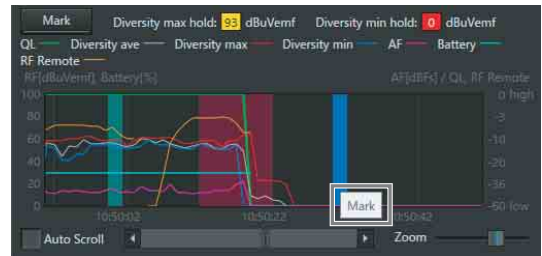 Mark Diversity max hold: 93 dBuVemf Diversity min hold: 0 dBuVemf
QL Diversity ave Diversity max Diversity min AF Battery
RF Remote
RF[dBuVemf], Battery[%] AF[dBFs] / QL, RF Remote
100 0 high
80 -3
60 -10
40 -20
20 -36
0 -60 low
Mark
10:50:02 10:50:22 10:50:42
Auto Scroll Zoom